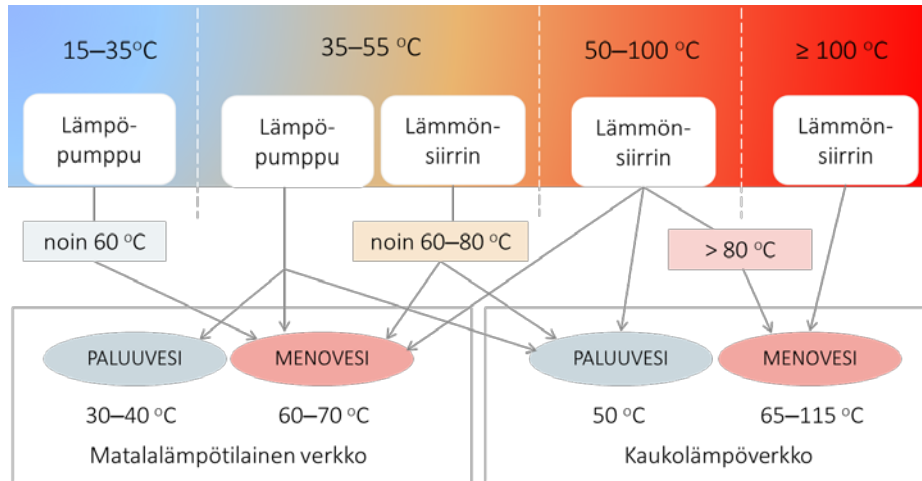 15–35°C
35–55 °C
50–100 °C
≥ 100 °C
Lämpö-
pumppu
Lämpö-
pumppu
Lämmön-
siirrin
Lämmön-
siirrin
Lämmön-
siirrin
noin 60 °C
noin 60–80 °C
> 80 °C
PALUUVESI
MENOVESI
PALUUVESI
MENOVESI
30–40 °C
60–70 °C
50 °C
65–115 °C
Matalalämpötilainen verkko
Kaukolämpöverkko